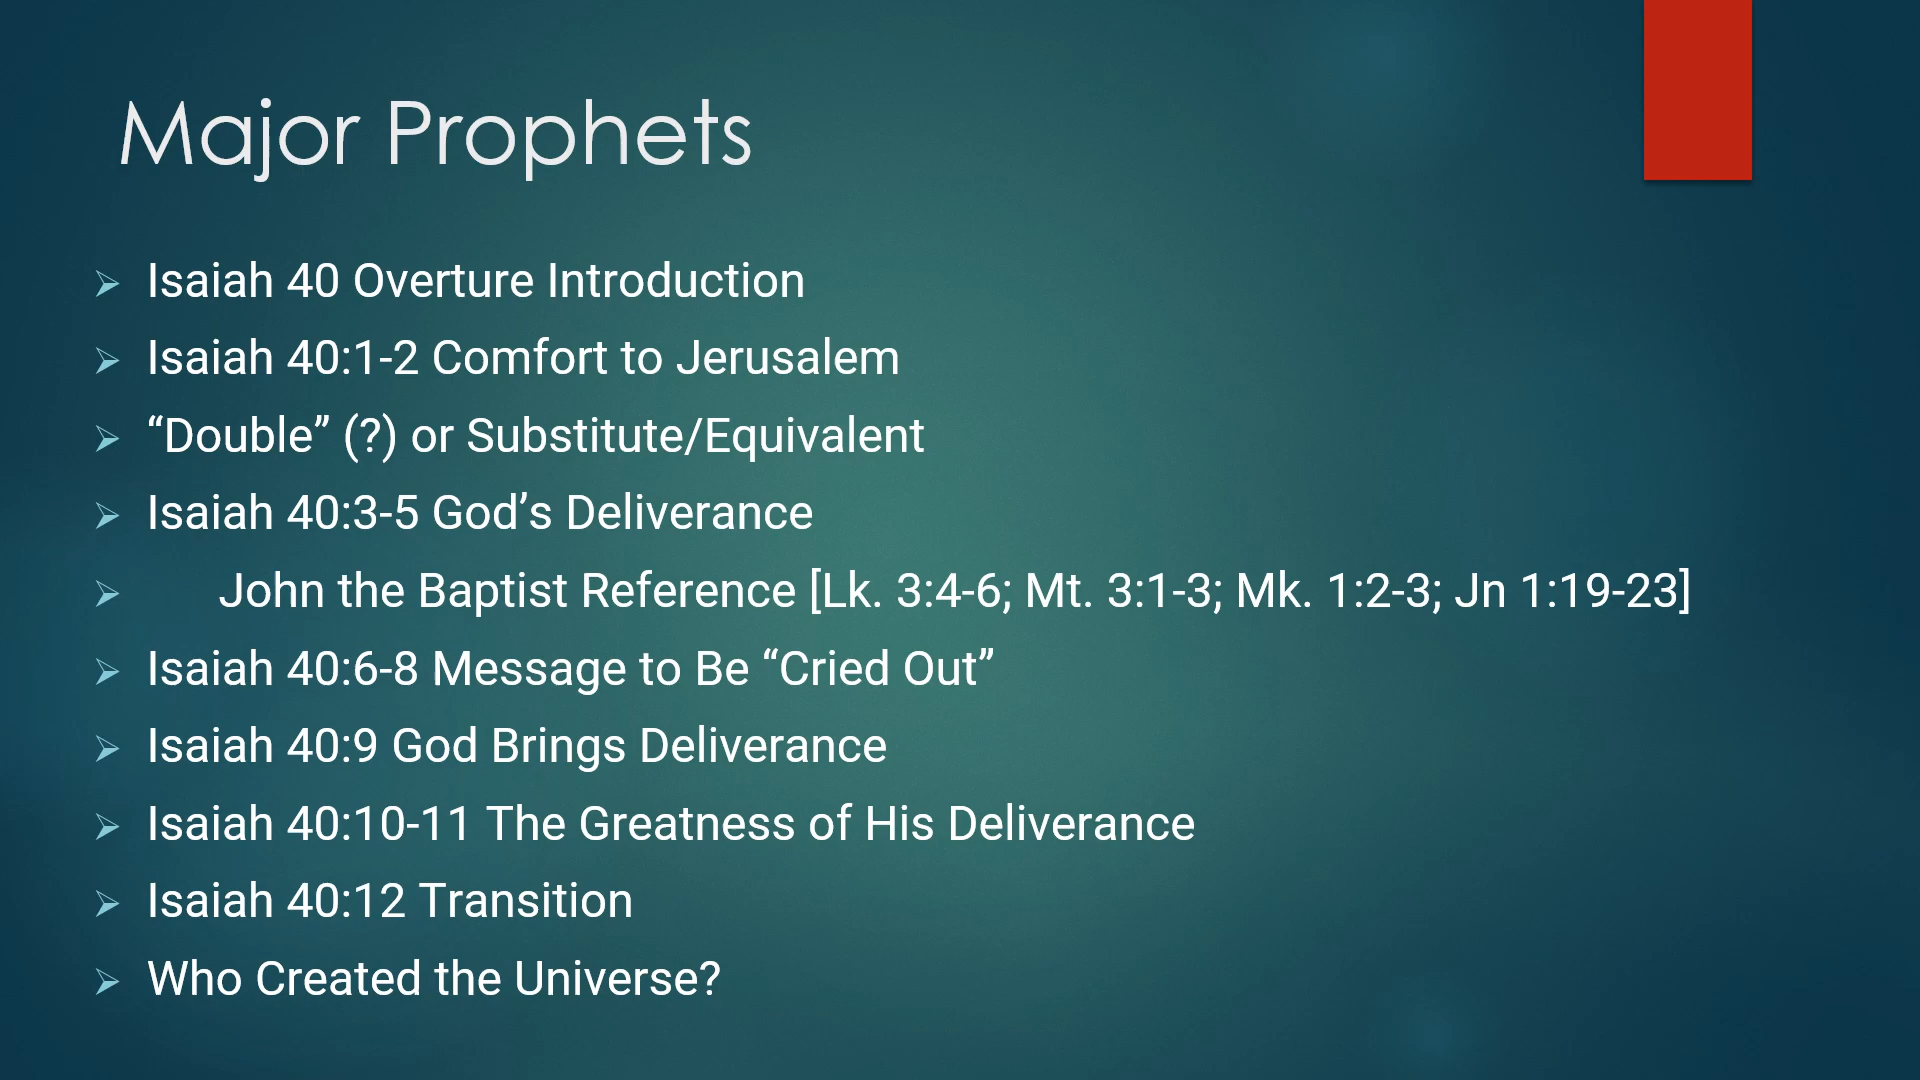 Major Prophets
Isaiah 40 Overture Introduction
Isaiah 40:1-2 Comfort to Jerusalem
“Double” (?) or Substitute/Equivalent
Isaiah 40:3-5 God’s Deliverance
John the Baptist Reference [Lk. 3:4-6; Mt. 3:1-3; Mk. 1:2-3; Jn 1:19-23]
Isaiah 40:6-8 Message to Be “Cried Out”
Isaiah 40:9 God Brings Deliverance
Isaiah 40:10-11 The Greatness of His Deliverance
Isaiah 40:12 Transition
Who Created the Universe?